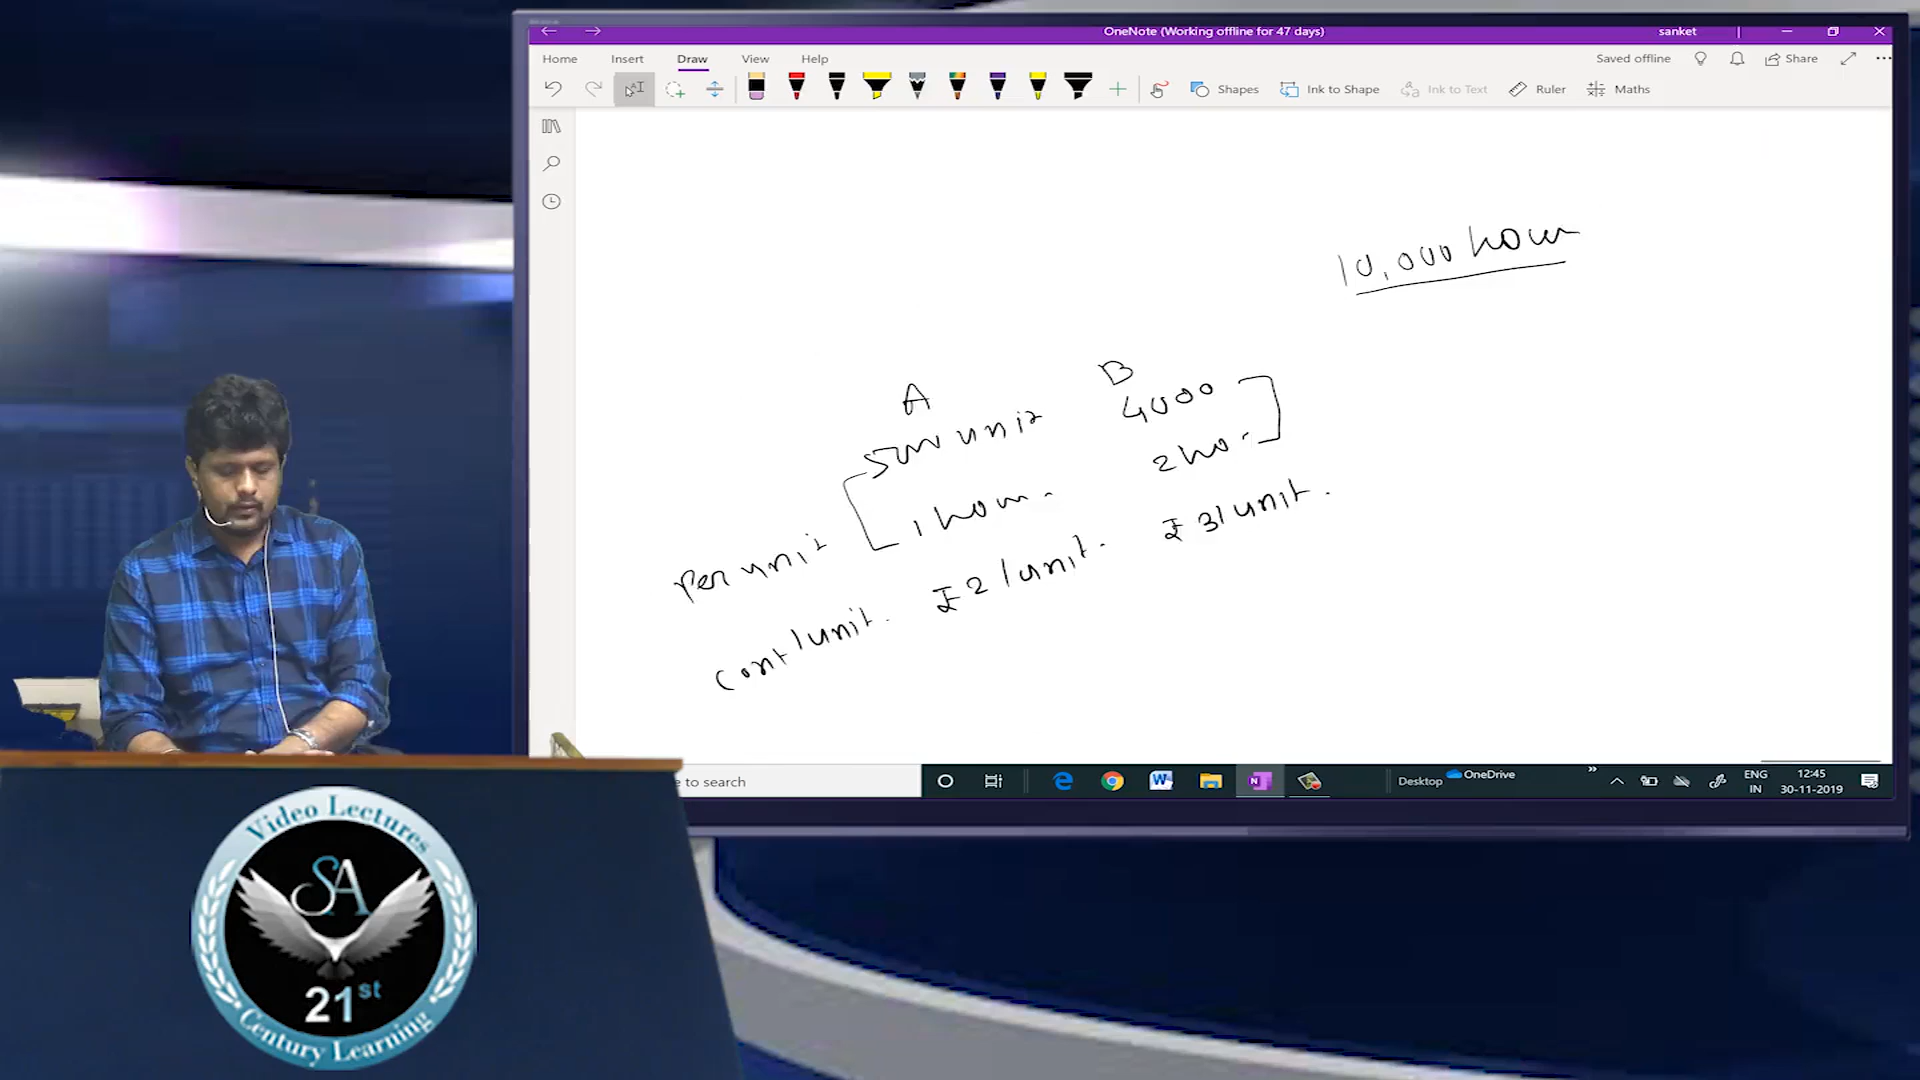 OneNote (Working offline for 47 days)
sanket
Home Insert Draw View Help
Saved offline
Share
Shapes Ink to Shape Ink to Text Ruler Maths
10,000 hour
A B
unit 4000
1 hour. 2 ho.
Per unit
cont/unit. ₹ 2/unit. ₹ 3/unit.
e to search
Desktop OneDrive
ENG
IN
12:45
30-11-2019
Video Lectures
SA
21st
Century Learning